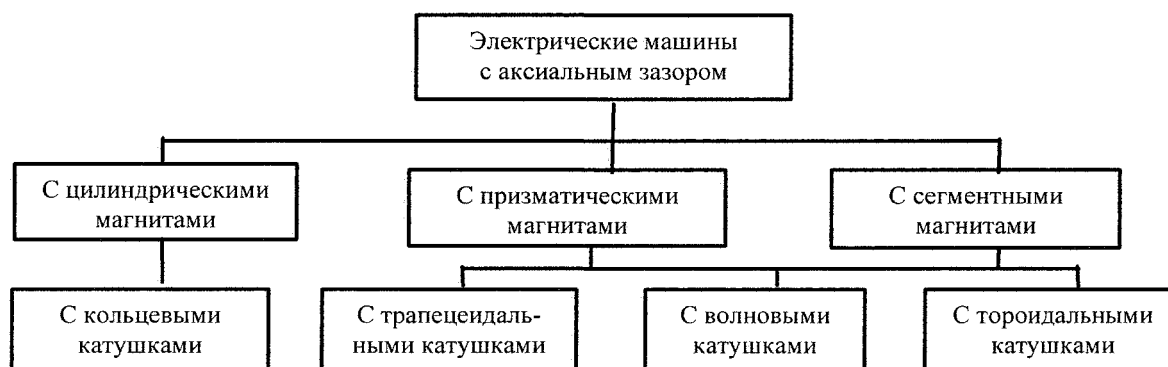 Электрические машины
с аксиальным зазором
С цилиндрическими
магнитами
С призматическими
магнитами
С сегментными
магнитами
С кольцевыми
катушками
С трапецеидаль-
ными катушками
С волновыми
катушками
С тороидальными
катушками